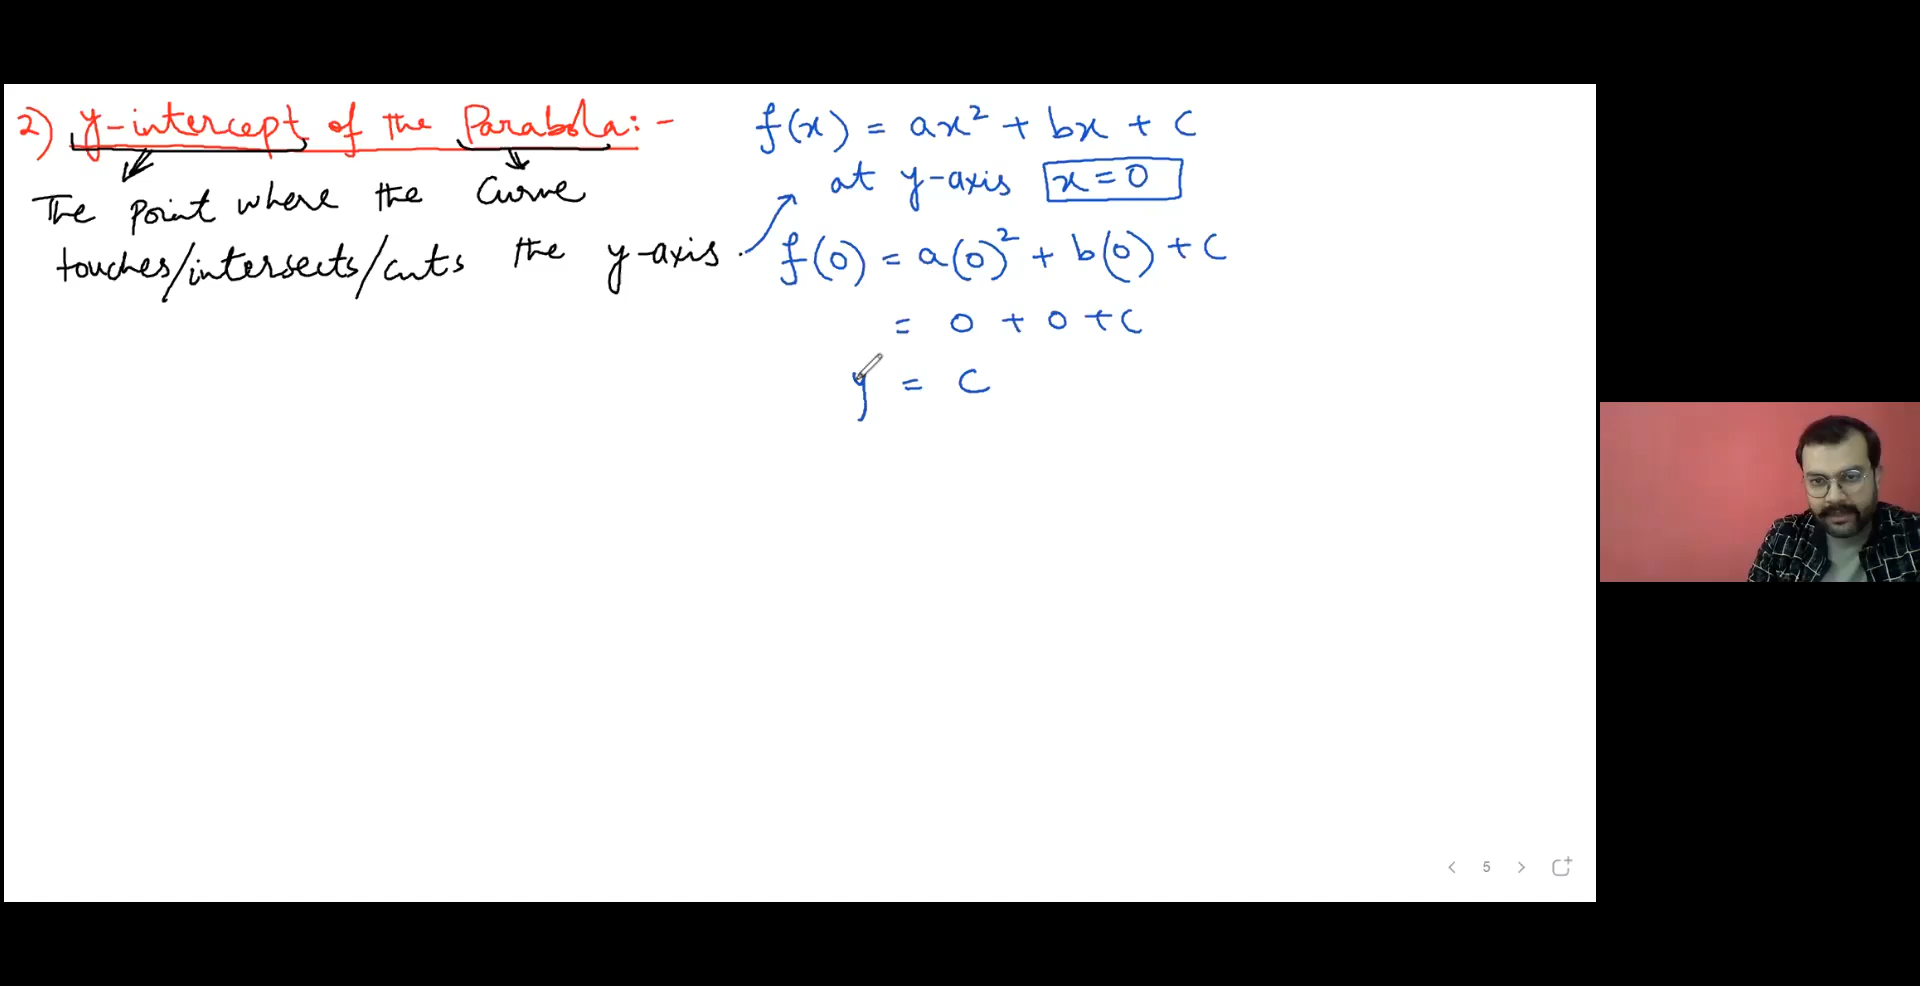 2) y-intercept of the Parabola:-
The point where the curve
touches/intersects/cuts the y-axis.
f(x) = ax² + bx + c
at y-axis x=0
f(0) = a(0)² + b(0) + c
= 0 + 0 + c
y = c
5